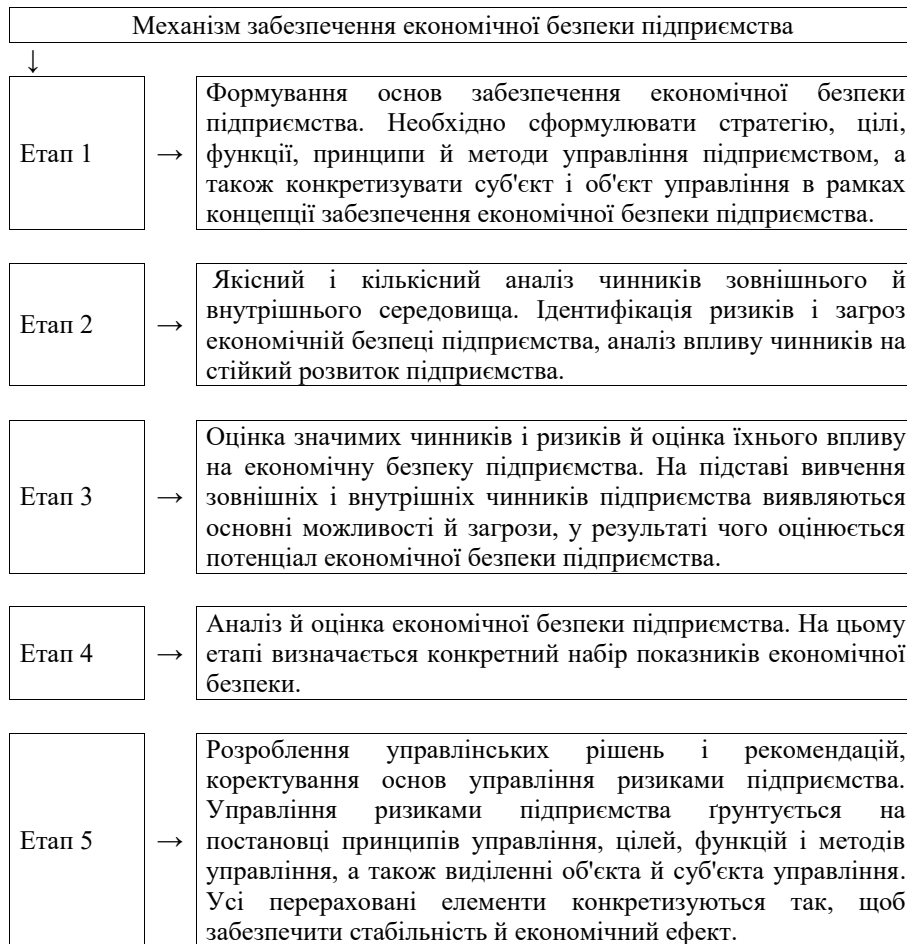 Механізм забезпечення економічної безпеки підприємства
↓
Етап 1
→
Формування основ забезпечення економічної безпеки
підприємства. Необхідно сформулювати стратегію, цілі,
функції, принципи й методи управління підприємством, а
також конкретизувати суб'єкт і об'єкт управління в рамках
концепції забезпечення економічної безпеки підприємства.
Етап 2
→
Якісний і кількісний аналіз чинників зовнішнього й
внутрішнього середовища. Ідентифікація ризиків і загроз
економічній безпеці підприємства, аналіз впливу чинників на
стійкий розвиток підприємства.
Етап 3
→
Оцінка значимих чинників і ризиків й оцінка їхнього впливу
на економічну безпеку підприємства. На підставі вивчення
зовнішніх і внутрішніх чинників підприємства виявляються
основні можливості й загрози, у результаті чого оцінюється
потенціал економічної безпеки підприємства.
Етап 4
→
Аналіз й оцінка економічної безпеки підприємства. На цьому
етапі визначається конкретний набір показників економічної
безпеки.
Етап 5
→
Розроблення управлінських рішень і рекомендацій,
коректування основ управління ризиками підприємства.
Управління ризиками підприємства ґрунтується на
постановці принципів управління, цілей, функцій і методів
управління, а також виділенні об'єкта й суб'єкта управління.
Усі перераховані елементи конкретизуються так, щоб
забезпечити стабільність й економічний ефект.